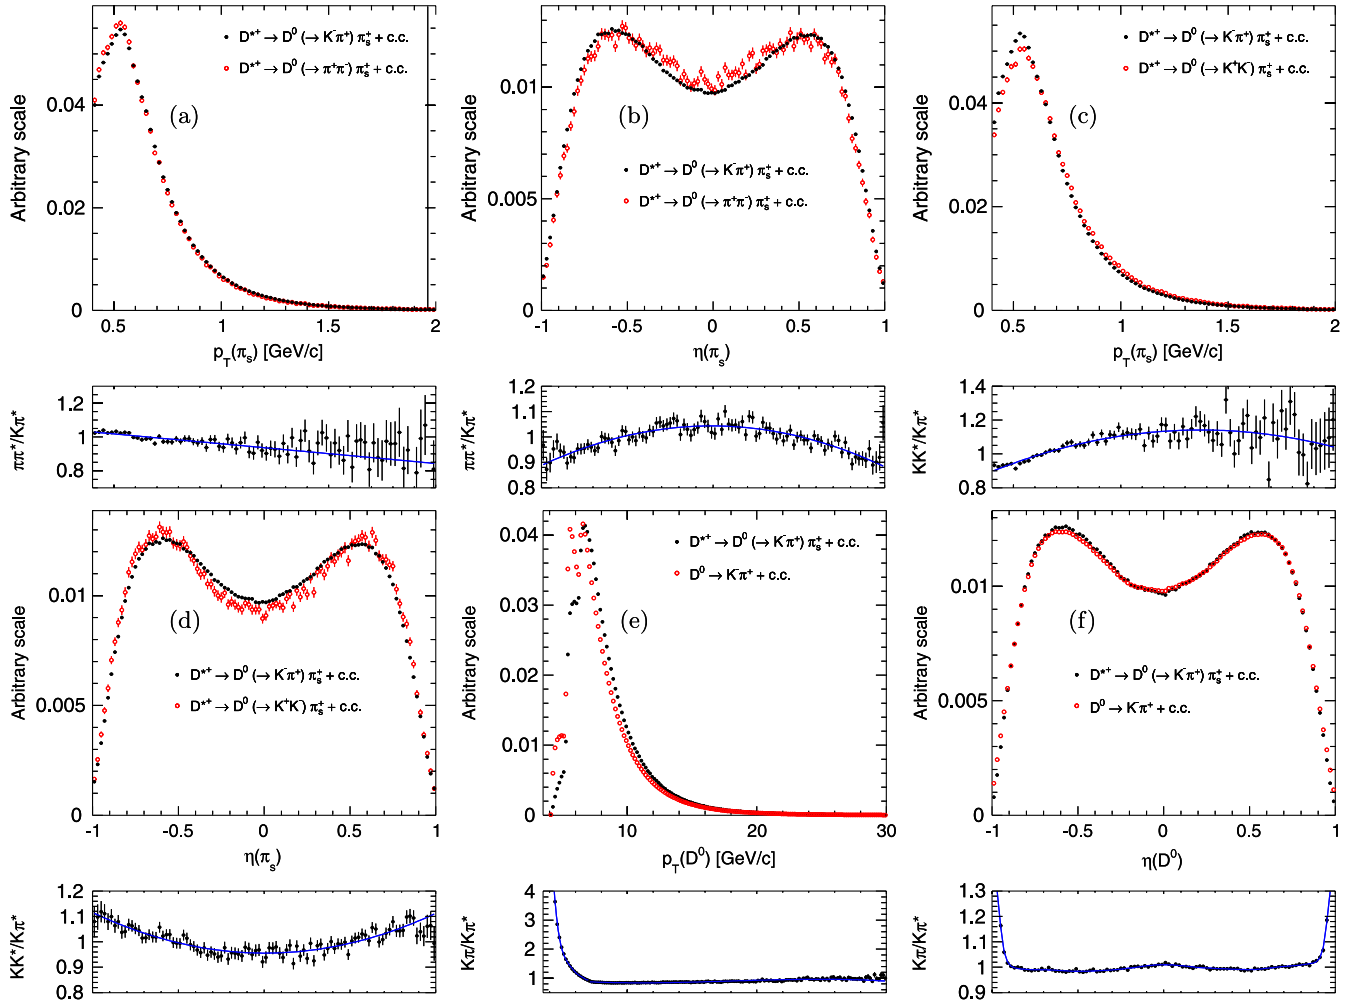 D*+ → D0 (→ K-π+) πs+ + c.c.
D*+ → D0 (→ π+π-) πs+ + c.c.
(a)
Arbitrary scale
0.04
0.02
0
0.5
1
1.5
2
pT(πs) [GeV/c]
ππ*/Kπ*
1.2
1
0.8
(b)
Arbitrary scale
0.01
0.005
0
D*+ → D0 (→ K-π+) πs+ + c.c.
D*+ → D0 (→ π+π-) πs+ + c.c.
-1
-0.5
0
0.5
1
η(πs)
ππ*/Kπ*
1.2
1.1
1
0.9
0.8
D*+ → D0 (→ K-π+) πs+ + c.c.
D*+ → D0 (→ K+K-) πs+ + c.c.
(c)
Arbitrary scale
0.04
0.02
0
0.5
1
1.5
2
pT(πs) [GeV/c]
KK*/Kπ*
1.4
1.2
1
0.8
(d)
Arbitrary scale
0.01
0.005
0
D*+ → D0 (→ K-π+) πs+ + c.c.
D*+ → D0 (→ K+K-) πs+ + c.c.
-1
-0.5
0
0.5
1
η(πs)
KK*/Kπ*
1.2
1.1
1
0.9
0.8
D*+ → D0 (→ K-π+) πs+ + c.c.
D0 → K-π+ + c.c.
(e)
Arbitrary scale
0.04
0.03
0.02
0.01
0
10
20
30
pT(D0) [GeV/c]
Kπ/Kπ*
4
3
2
1
(f)
Arbitrary scale
0.01
0.005
0
D*+ → D0 (→ K-π+) πs+ + c.c.
D0 → K-π+ + c.c.
-1
-0.5
0
0.5
1
η(D0)
Kπ/Kπ*
1.3
1.2
1.1
1
0.9